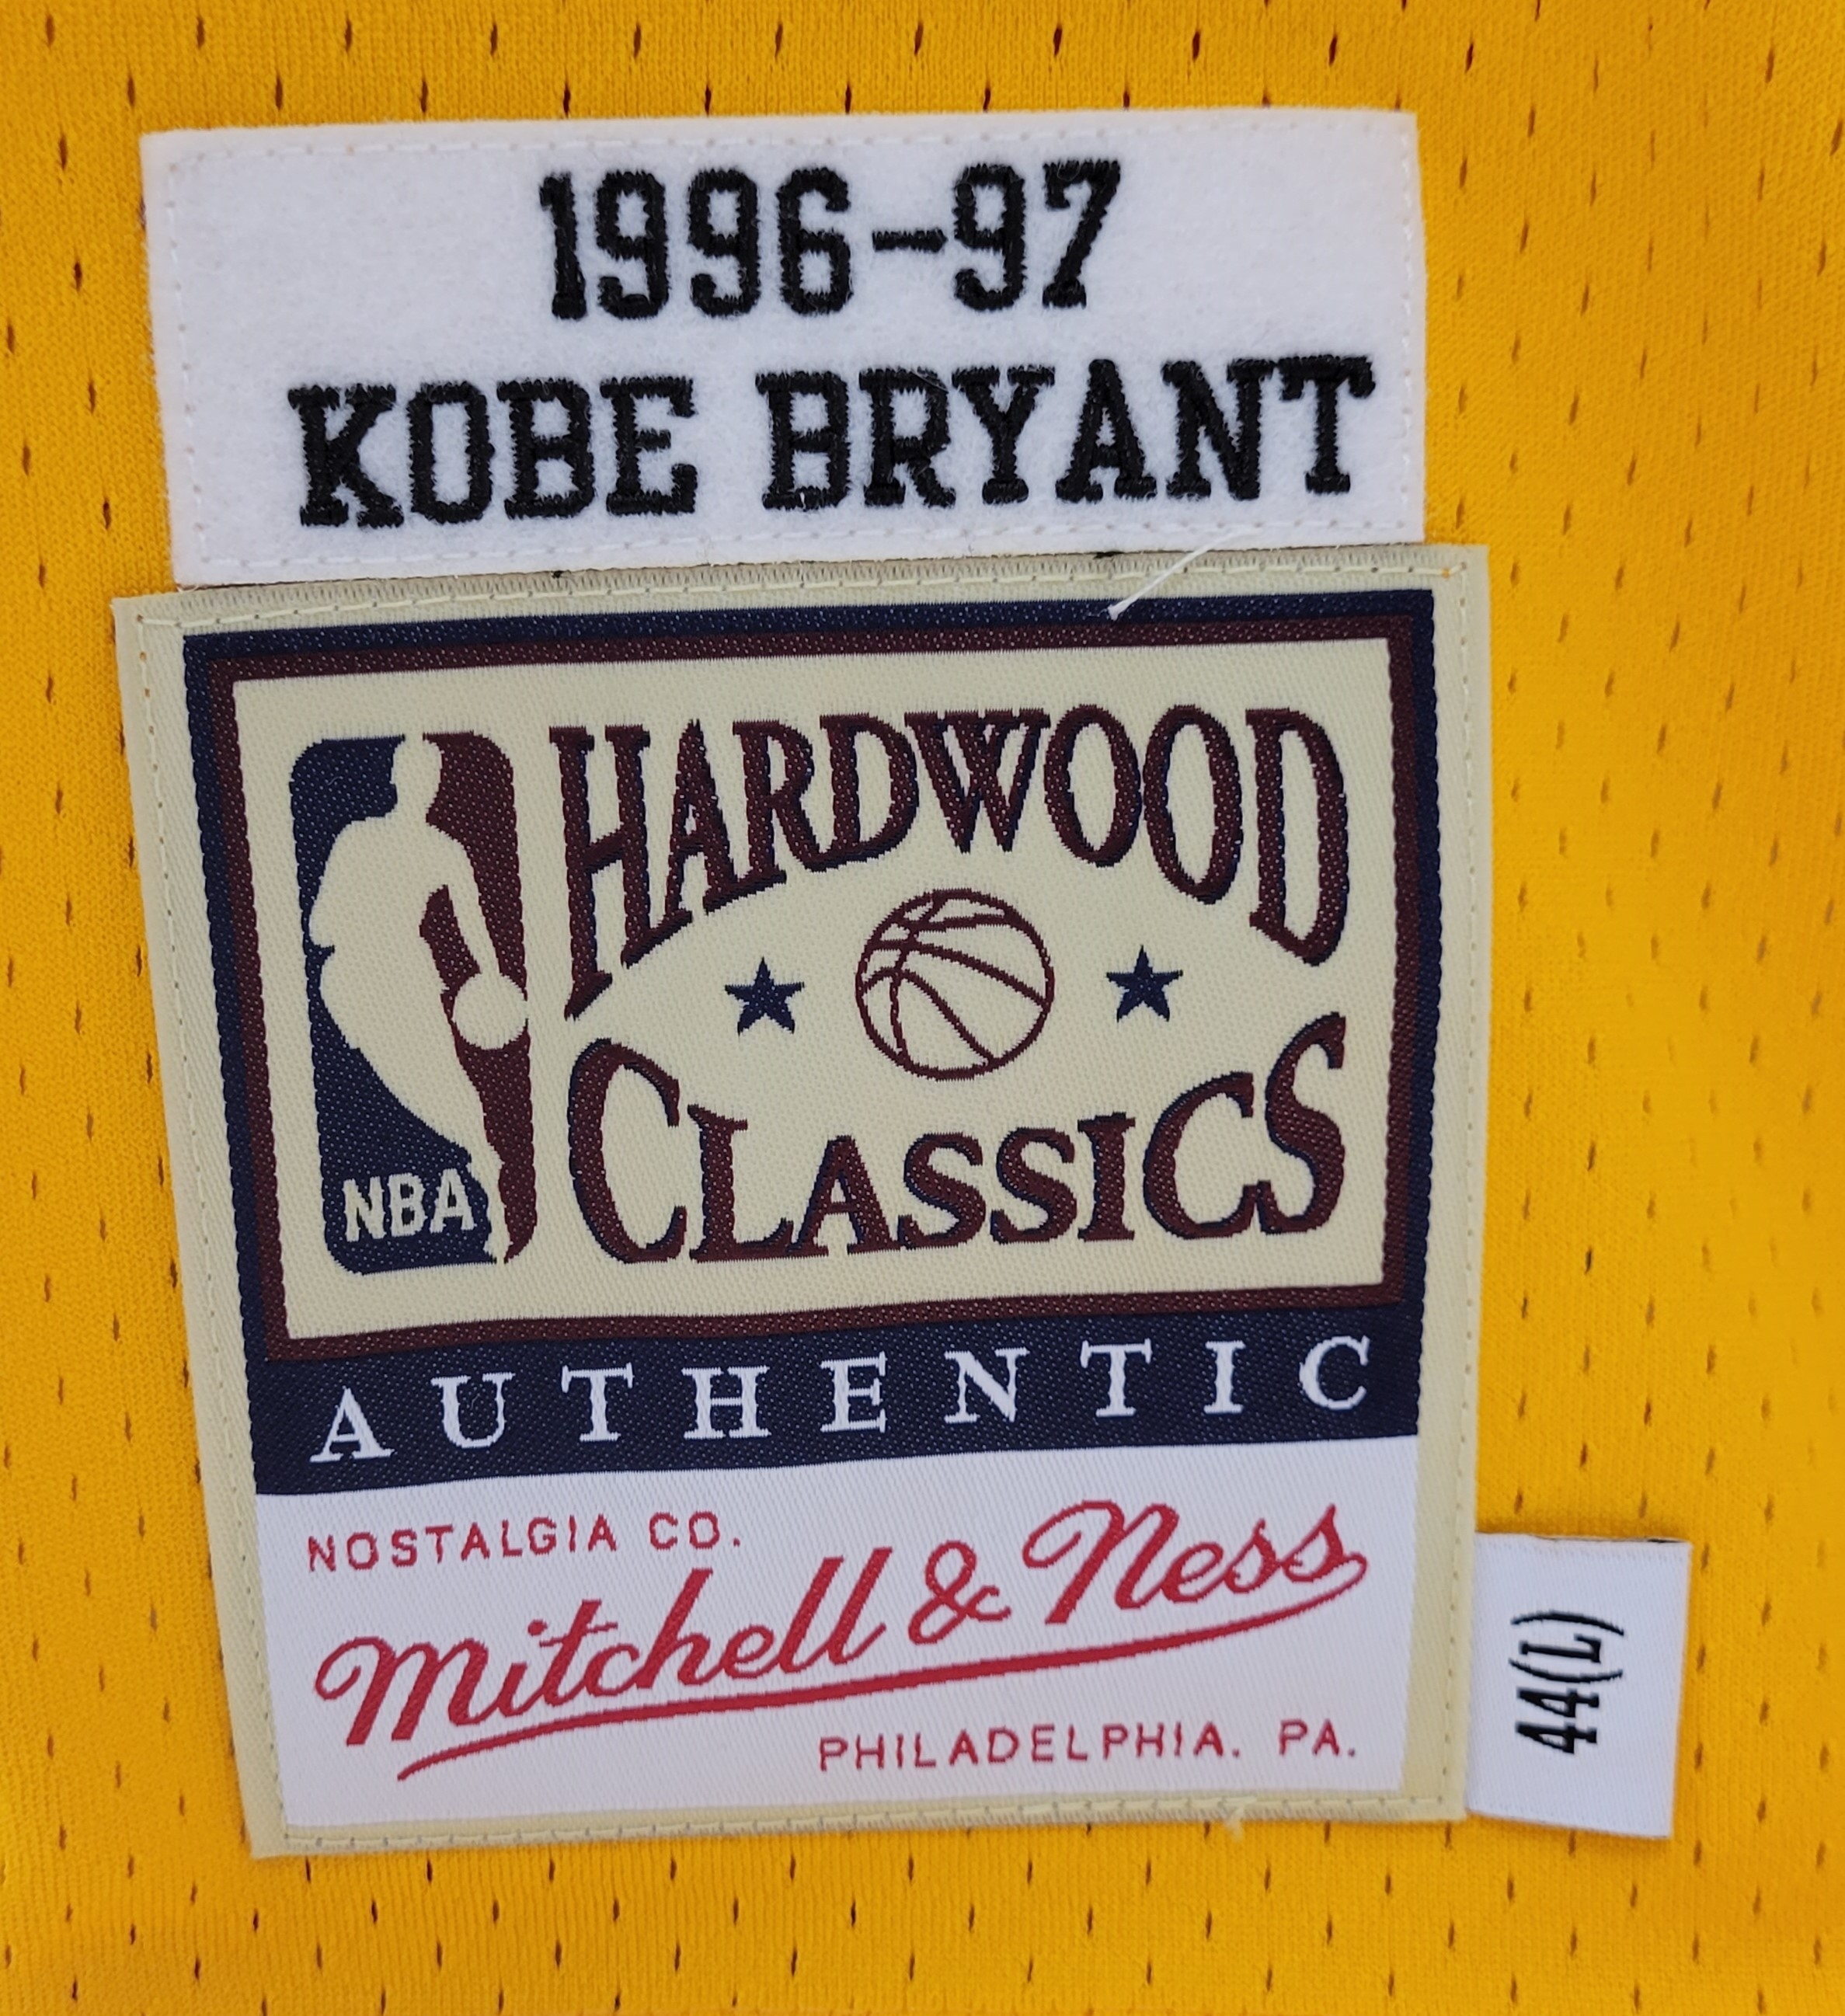 1996-97
KOBE BRYANT
HARDWOOD
CLASSICS
NBA
AUTHENTIC
NOSTALGIA CO.
Mitchell & Ness
PHILADELPHIA. PA.
44(L)